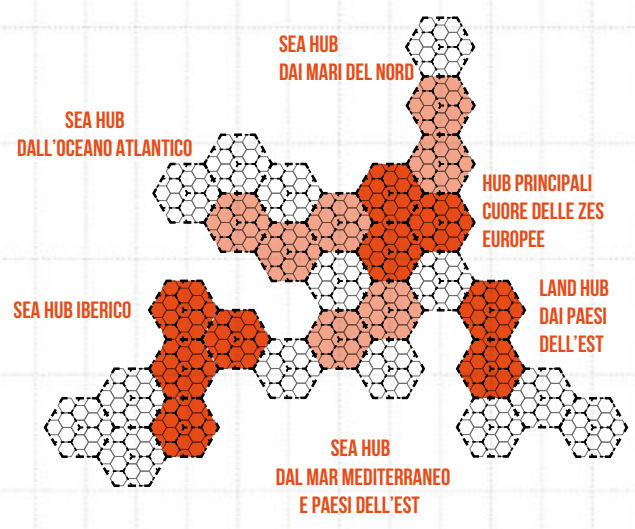 SEA HUB
DAI MARI DEL NORD
SEA HUB
DALL'OCEANO ATLANTICO
HUB PRINCIPALI
CUORE DELLE ZES
EUROPEE
SEA HUB IBERICO
LAND HUB
DAI PAESI
DELL'EST
SEA HUB
DAL MAR MEDITERRANEO
E PAESI DELL'EST